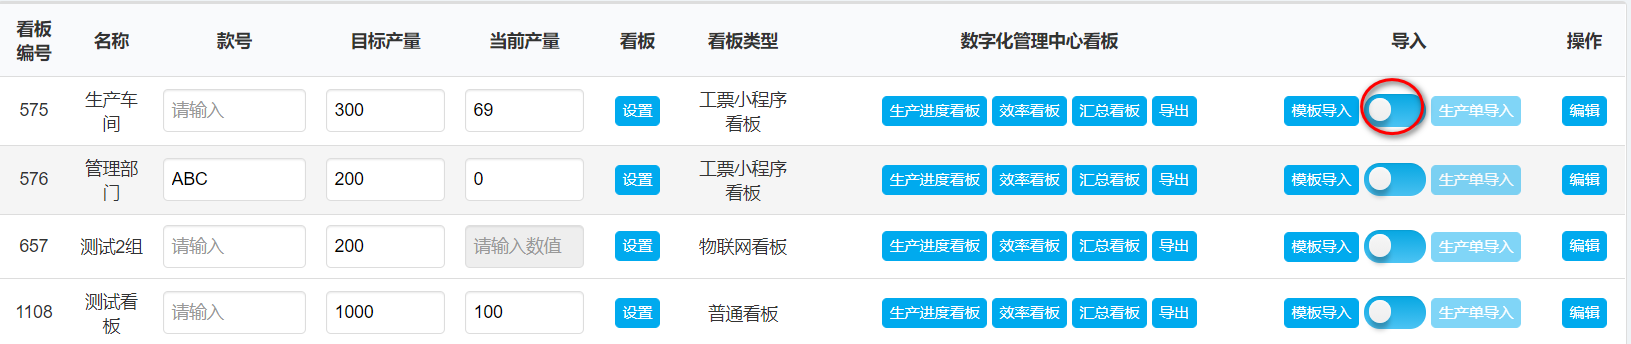 看板编号 名称 款号 目标产量 当前产量 看板 看板类型 数字化管理中心看板 导入 操作
575 生产车间 请输入 300 69 设置 工票小程序看板 生产进度看板 效率看板 汇总看板 导出 模板导入 生产单导入 编辑
576 管理部门 ABC 200 0 设置 工票小程序看板 生产进度看板 效率看板 汇总看板 导出 模板导入 生产单导入 编辑
657 测试2组 请输入 200 请输入数值 设置 物联网看板 生产进度看板 效率看板 汇总看板 导出 模板导入 生产单导入 编辑
1108 测试看板 请输入 1000 100 设置 普通看板 生产进度看板 效率看板 汇总看板 导出 模板导入 生产单导入 编辑